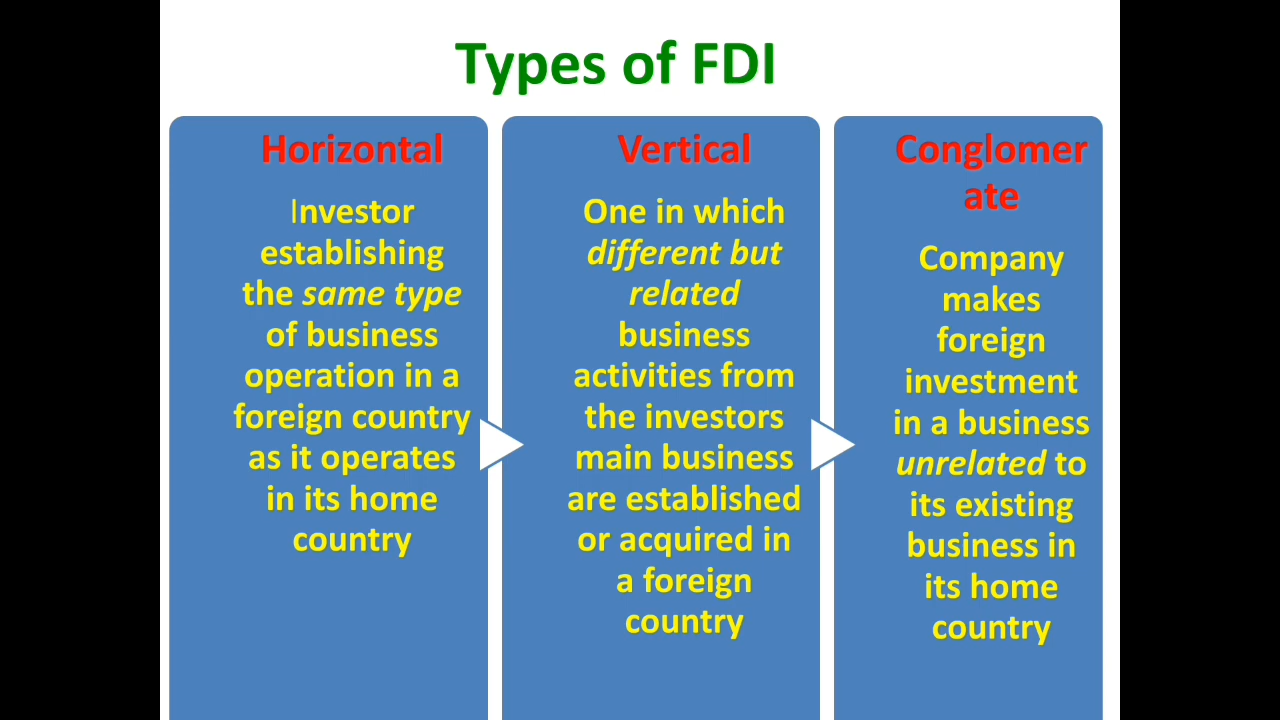 Types of FDI
Horizontal
Investor
establishing
the same type
of business
operation in a
foreign country
as it operates
in its home
country
Vertical
One in which
different but
related
business
activities from
the investors
main business
are established
or acquired in
a foreign
country
Conglomer
ate
Company
makes
foreign
investment
in a business
unrelated to
its existing
business in
its home
country